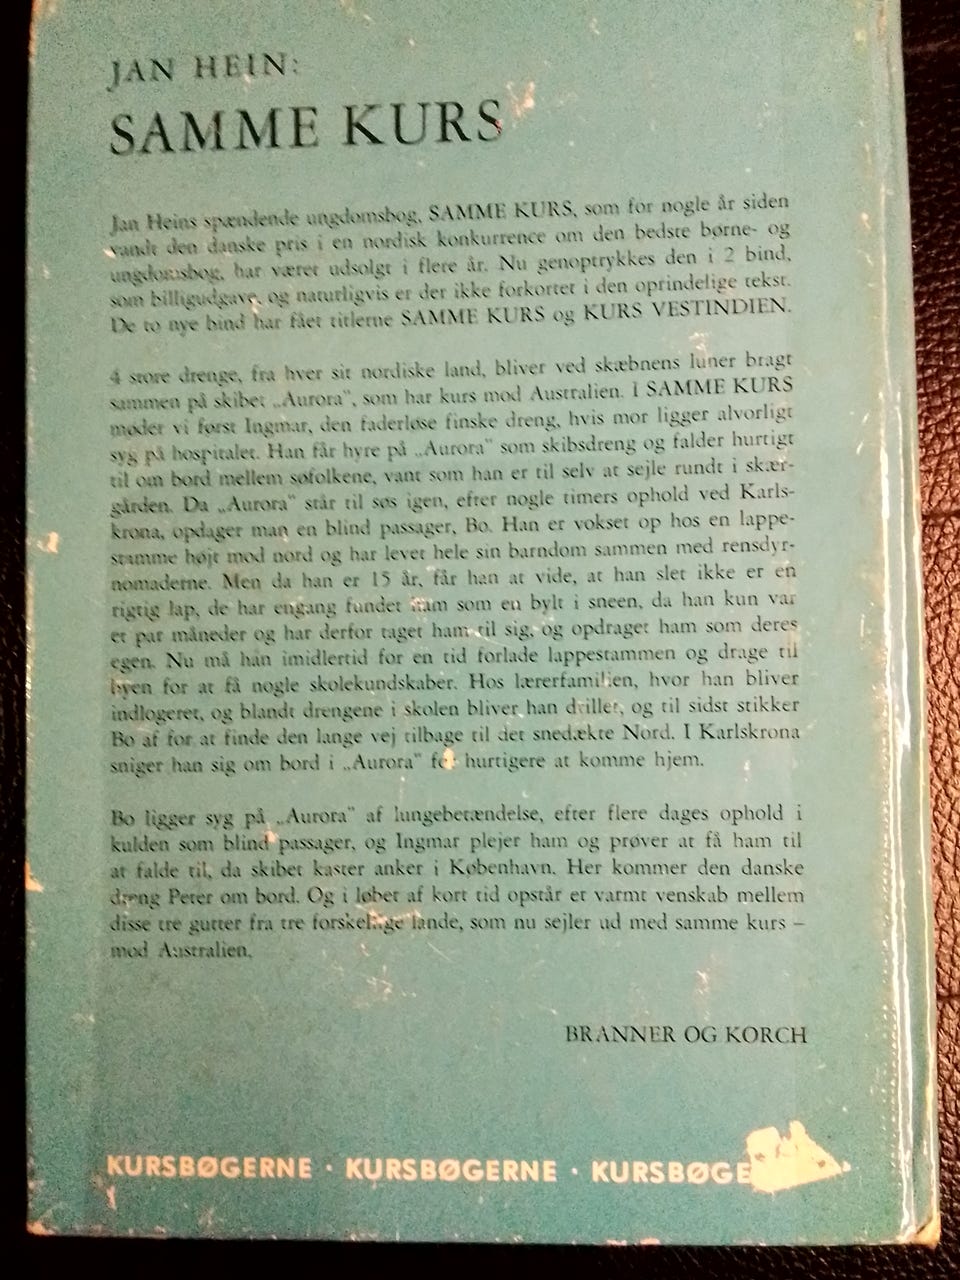 JAN HEIN:
SAMME KURS
Jan Heins spændende ungdomsbog, SAMME KURS, som for nogle år siden
vandt den danske pris i en nordisk konkurrence om den bedste børne- og
ungdomsbog, har været udsolgt i flere år. Nu genoptrykkes den i 2 bind,
som billigudgave, og naturligvis er der ikke forkortet i den oprindelige tekst.
De to nye bind har fået titlerne SAMME KURS og KURS VESTINDIEN.
4 store drenge, fra hver sit nordiske land, bliver ved skæbnens luner bragt
sammen på skibet „Aurora", som har kurs mod Australien. I SAMME KURS
møder vi først Ingmar, den faderløse finske dreng, hvis mor ligger alvorligt
syg på hospitalet. Han får hyre på „Aurora" som skibsdreng og falder hurtigt
til om bord mellem søfolkene, vant som han er til selv at sejle rundt i skær-
gården. Da „Aurora" står til søs igen, efter nogle timers ophold ved Karls-
krona, opdager man en blind passager, Bo. Han er vokset op hos en lappe-
stamme højt mod nord og har levet hele sin barndom sammen med rensdyr-
nomaderne. Men da han er 15 år, får han at vide, at han slet ikke er en
rigtig lap, de har engang fundet ham som en bylt i sneen, da han kun var
et par måneder og har derfor taget ham til sig, og opdraget ham som deres
egen. Nu må han imidlertid for en tid forlade lappestammen og drage til
byen for at få nogle skolekundskaber. Hos lærerfamilien, hvor han bliver
indlogeret, og blandt drengene i skolen bliver han drillet, og til sidst stikker
Bo af for at finde den lange vej tilbage til det snedækte Nord. I Karlskrona
sniger han sig om bord i „Aurora" for hurtigere at komme hjem.
Bo ligger syg på „Aurora" af lungebetændelse, efter flere dages ophold i
kulden som blind passager, og Ingmar plejer ham og prøver at få ham til
at falde til, da skibet kaster anker i København. Her kommer den danske
dreng Peter om bord. Og i løbet af kort tid opstår et varmt venskab mellem
disse tre gutter fra tre forskellige lande, som nu sejler ud med samme kurs –
mod Australien.
BRANNER OG KORCH
KURSBØGERNE · KURSBØGERNE · KURSBØGE